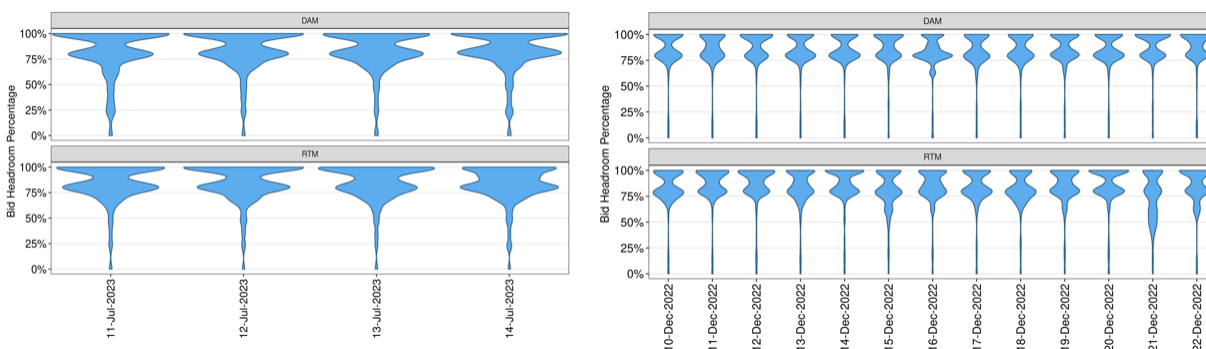 DAM
100%
75%
50%
25%
0%
RTM
100%
75%
50%
25%
0%
Bid Headroom Percentage
11-Jul-2023
12-Jul-2023
13-Jul-2023
14-Jul-2023
DAM
100%
75%
50%
25%
0%
RTM
100%
75%
50%
25%
0%
Bid Headroom Percentage
10-Dec-2022
11-Dec-2022
12-Dec-2022
13-Dec-2022
14-Dec-2022
15-Dec-2022
16-Dec-2022
17-Dec-2022
18-Dec-2022
19-Dec-2022
20-Dec-2022
21-Dec-2022
22-Dec-2022